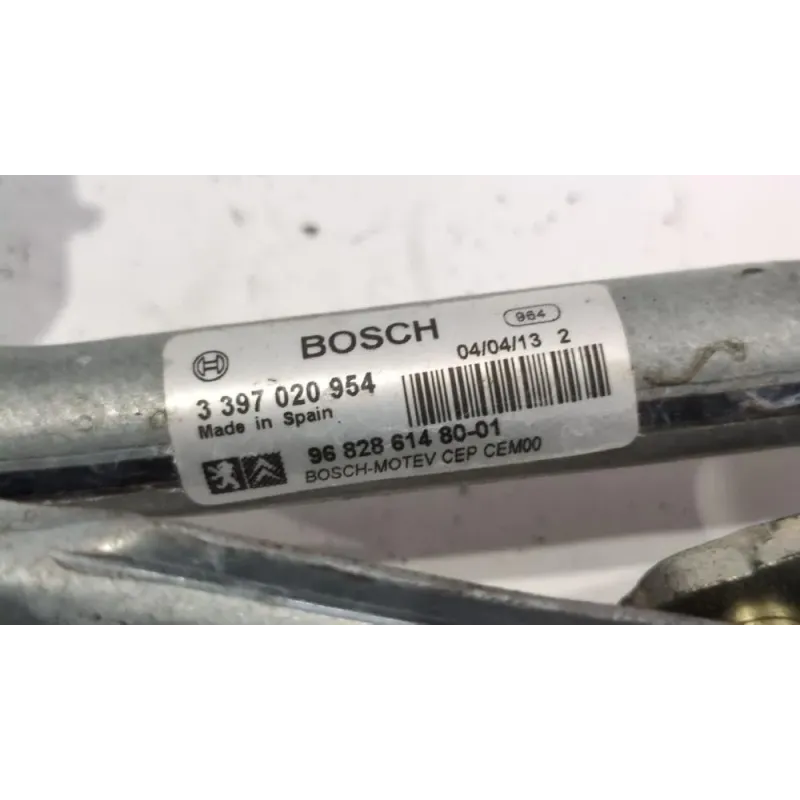 BOSCH
964
04/04/13 2
3 397 020 954
Made in Spain
96 828 614 80-01
BOSCH-MOTEV CEP CEM00